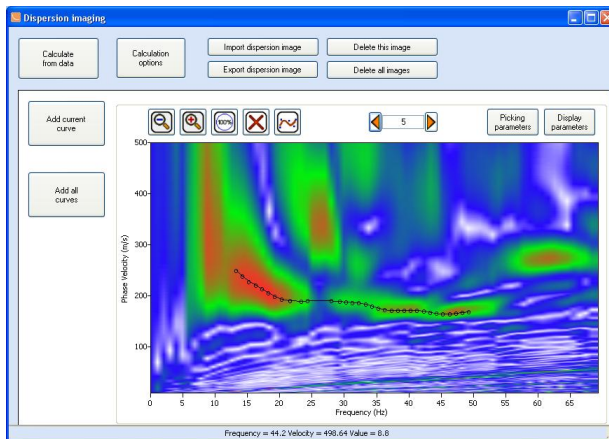 Dispersion imaging
Calculate
from data
Calculation
options
Import dispersion image
Delete this image
Export dispersion image
Delete all images
Add current
curve
100%
5
Picking
parameters
Display
parameters
Add all
curves
500
400
300
200
100
Phase Velocity (m/s)
0 5 10 15 20 25 30 35 40 45 50 55 60 65
Frequency (Hz)
Frequency = 44.2 Velocity = 498.64 Value = 8.8